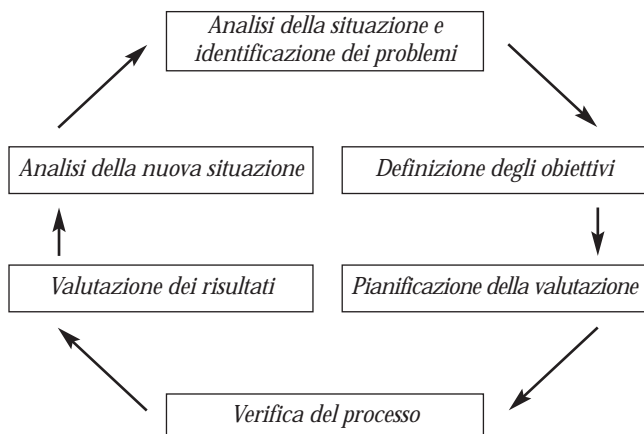 Analisi della situazione e
identificazione dei problemi
Analisi della nuova situazione
Definizione degli obiettivi
Valutazione dei risultati
Pianificazione della valutazione
Verifica del processo